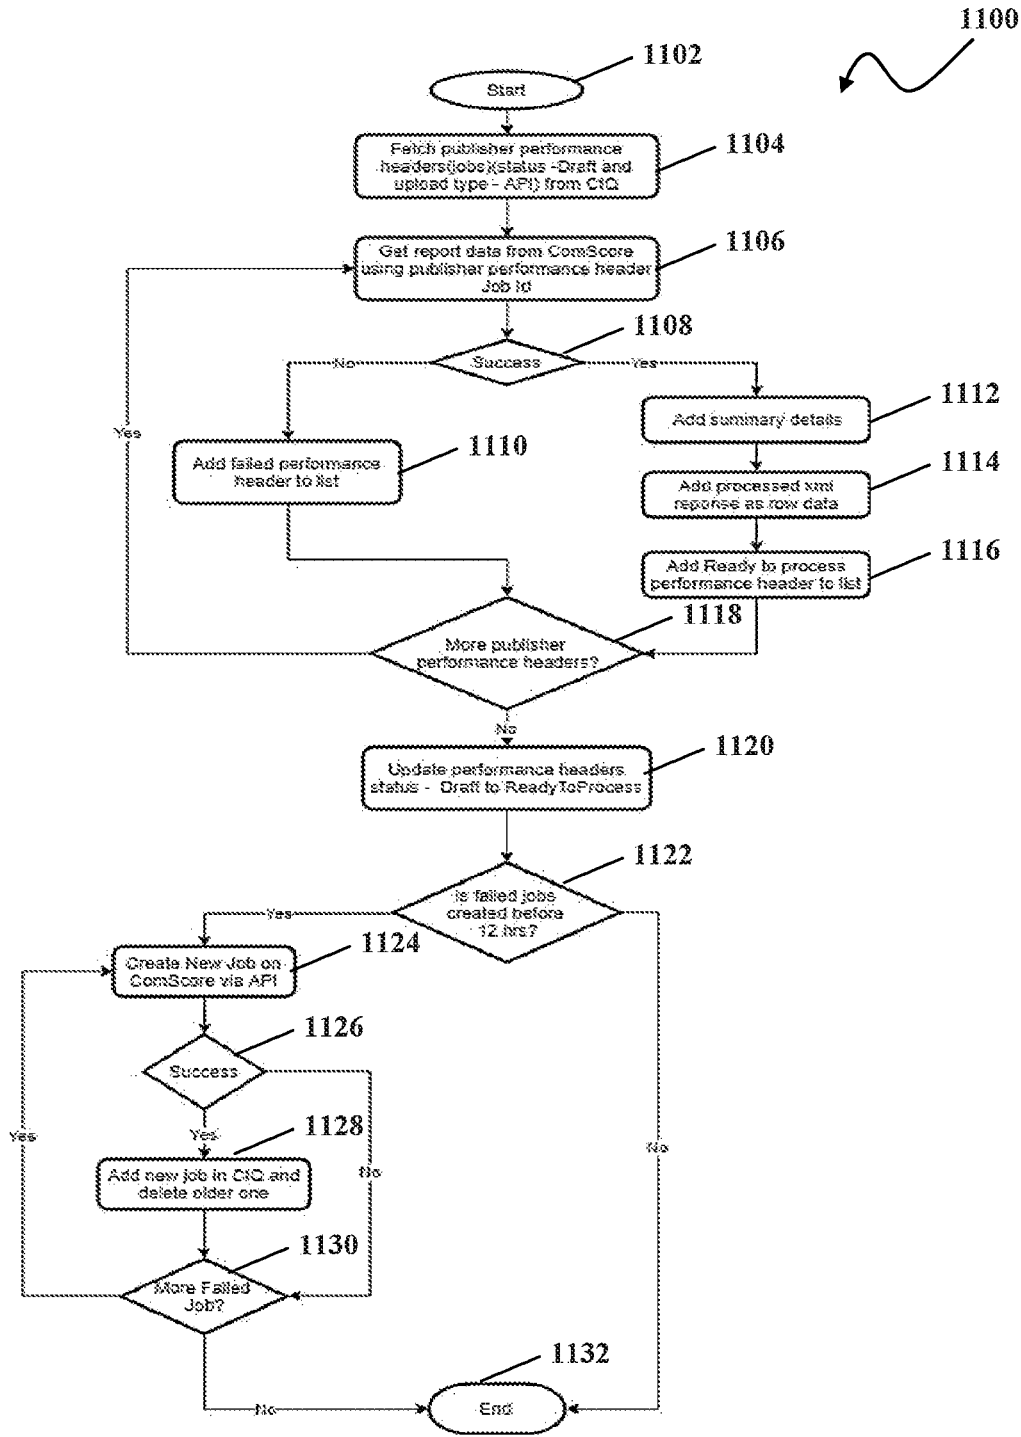 1100
1102
Start
1104
Fetch publisher performance
headers(jobs)(status -Draft and
upload type - API) from CIQ
1106
Get report data from ComScore
using publisher performance header
Job Id
1108
Success
No
Yes
1112
Add summary details
Yes
1110
Add failed performance
header to list
1114
Add processed xml
reponse as row data
1116
Add Ready to process
performance header to list
1118
More publisher
performance headers?
No
1120
Update performance headers
status - Draft to ReadyToProcess
1122
Is failed jobs
created before
12 hrs?
Yes
1124
Create New Job on
ComScore via API
1126
Success
Yes
Yes
1128
No
No
Add new job in CIQ and
delete older one
1130
More Failed
Job?
1132
No
End